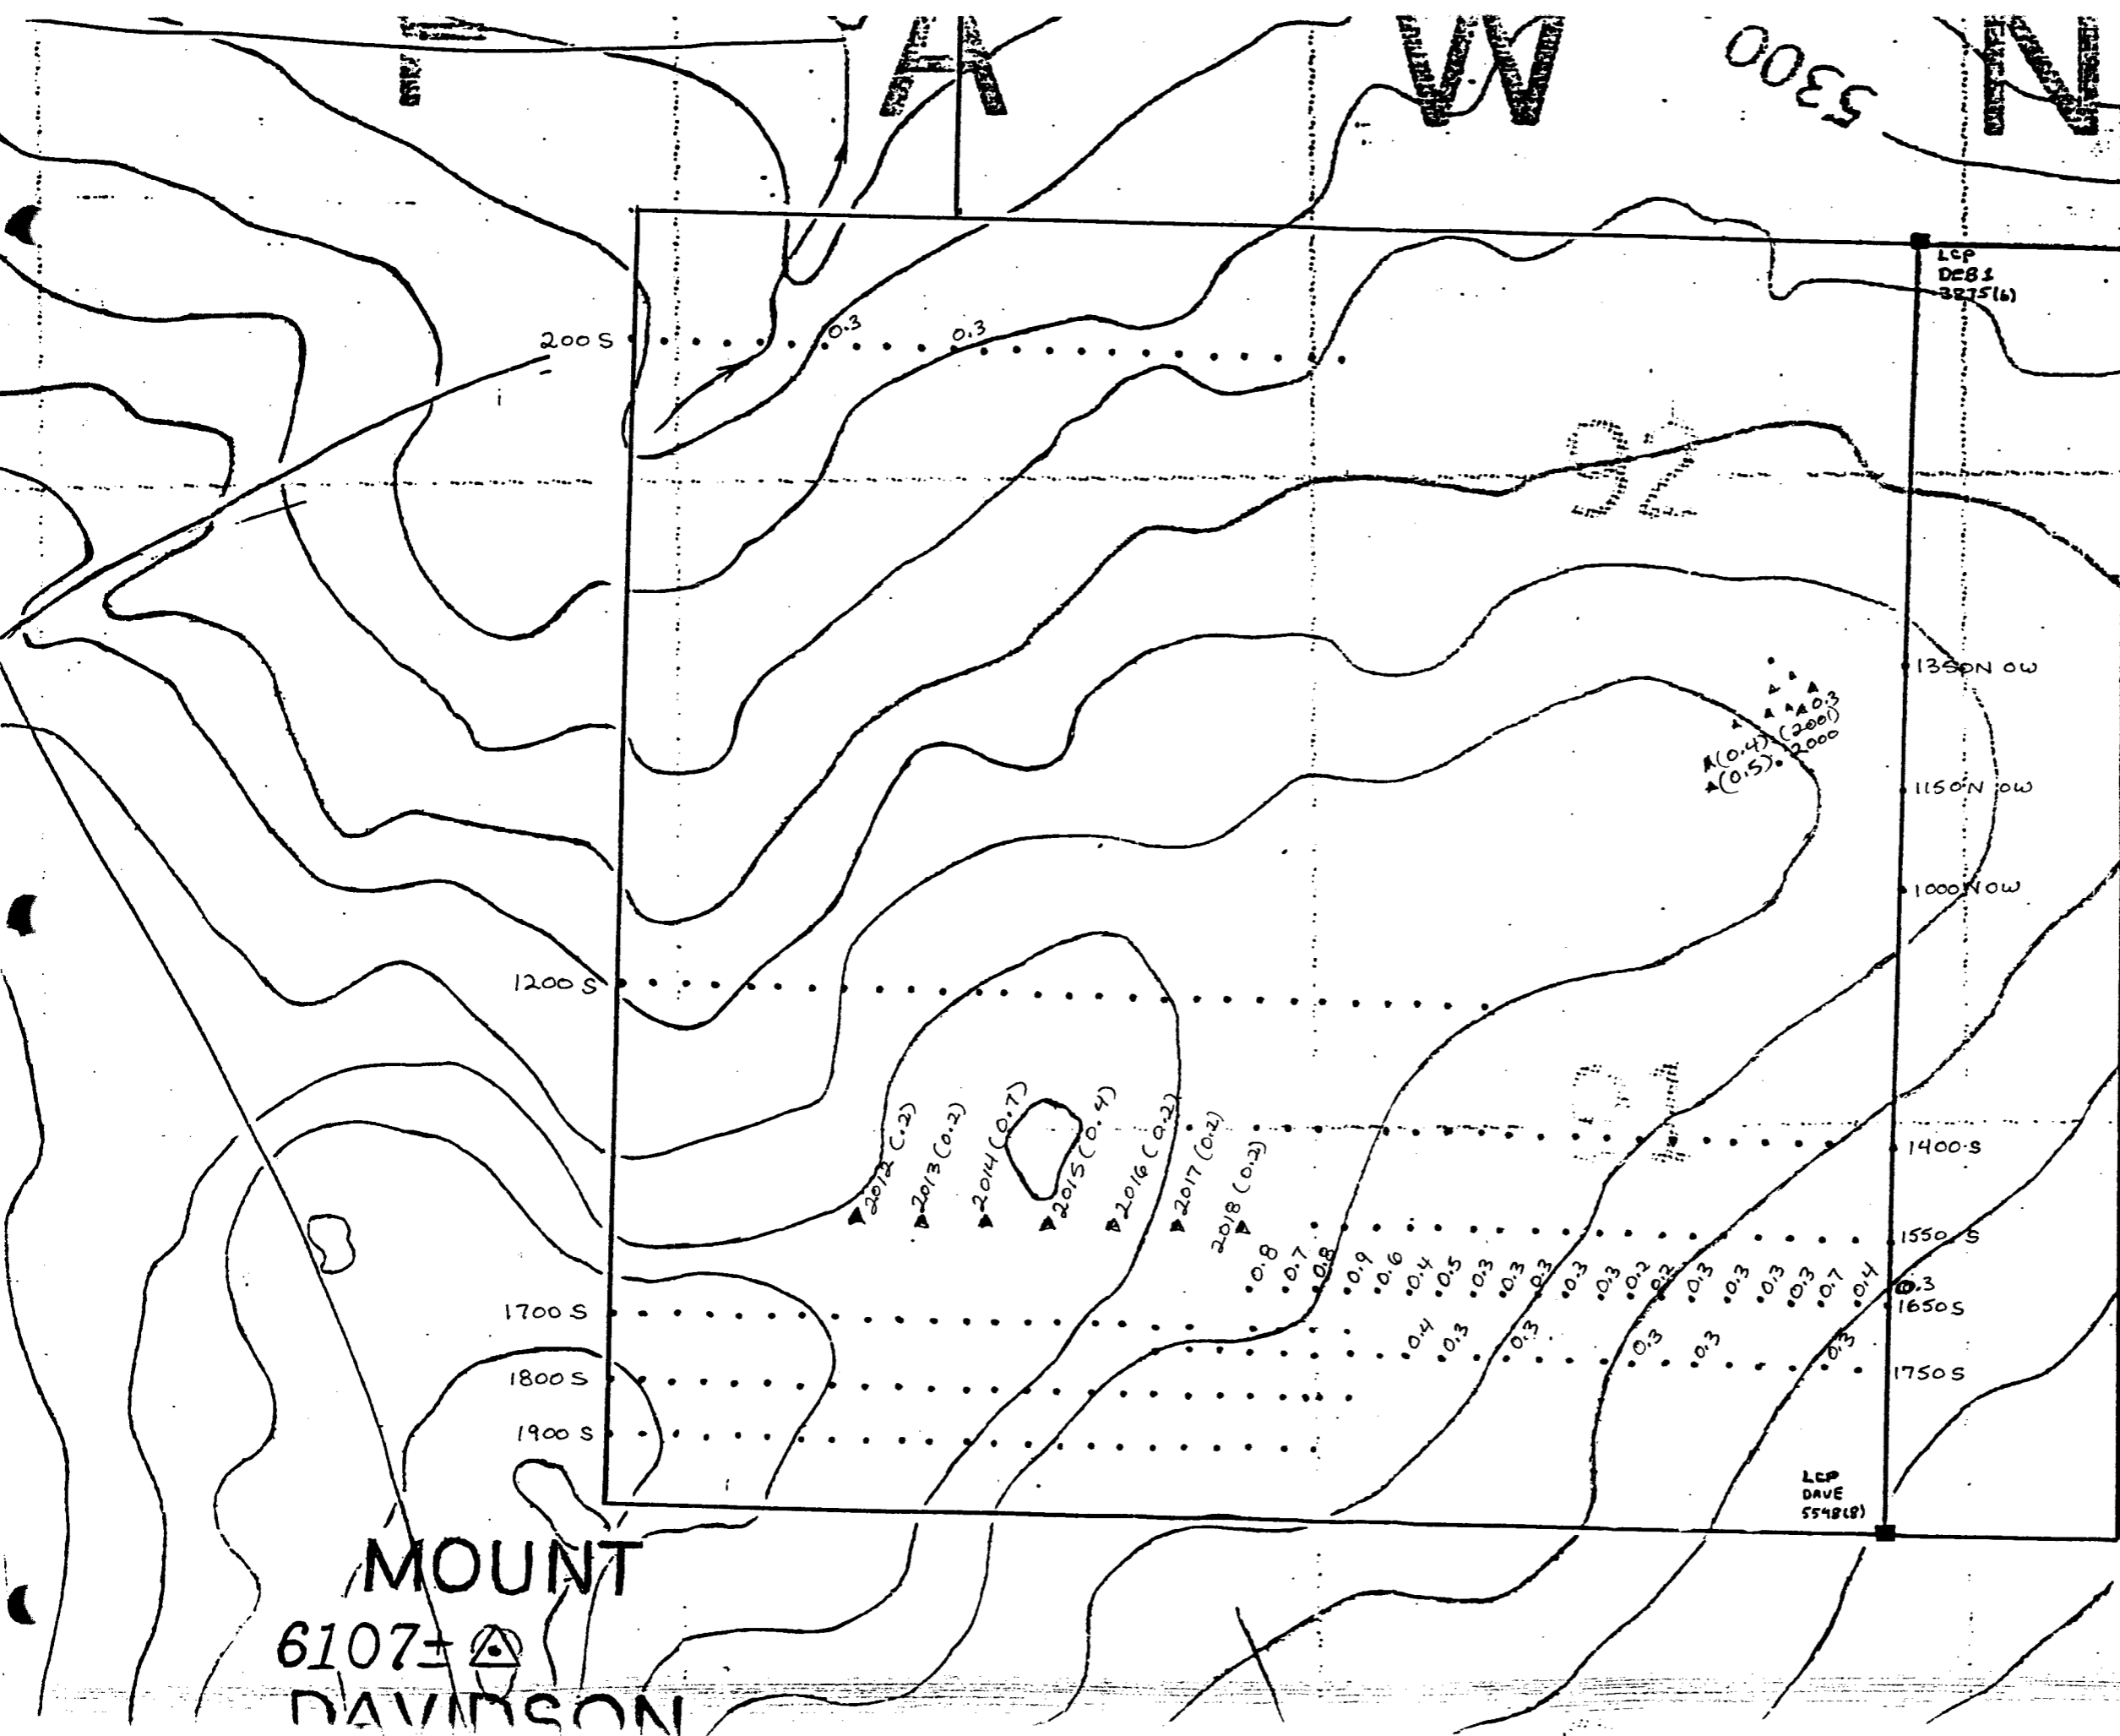 F A W N
5300
LCP
DEB1
3875(6)
200 S
0.3
0.3
92
1350N 0W
0.3
(0.4) (2001)
(0.5) 2000
1150N 0W
1000N 0W
1200 S
91
2012 (.2)
2013 (0.2)
2014 (0.7)
2015 (0.4)
2016 (0.2)
2017 (0.2)
2018 (0.2)
1400 S
1550 S
0.8 0.7 0.8 0.9 0.6 0.4 0.5 0.3 0.3 0.3 0.3 0.3 0.2 0.2 0.3 0.3 0.3 0.3 0.7 0.4 0.3
1650 S
1700 S
0.4 0.3 0.3 0.3 0.3 0.3
1750 S
1800 S
1900 S
LCP
DAVE
5548(8)
MOUNT
6107±
DAVIDSON